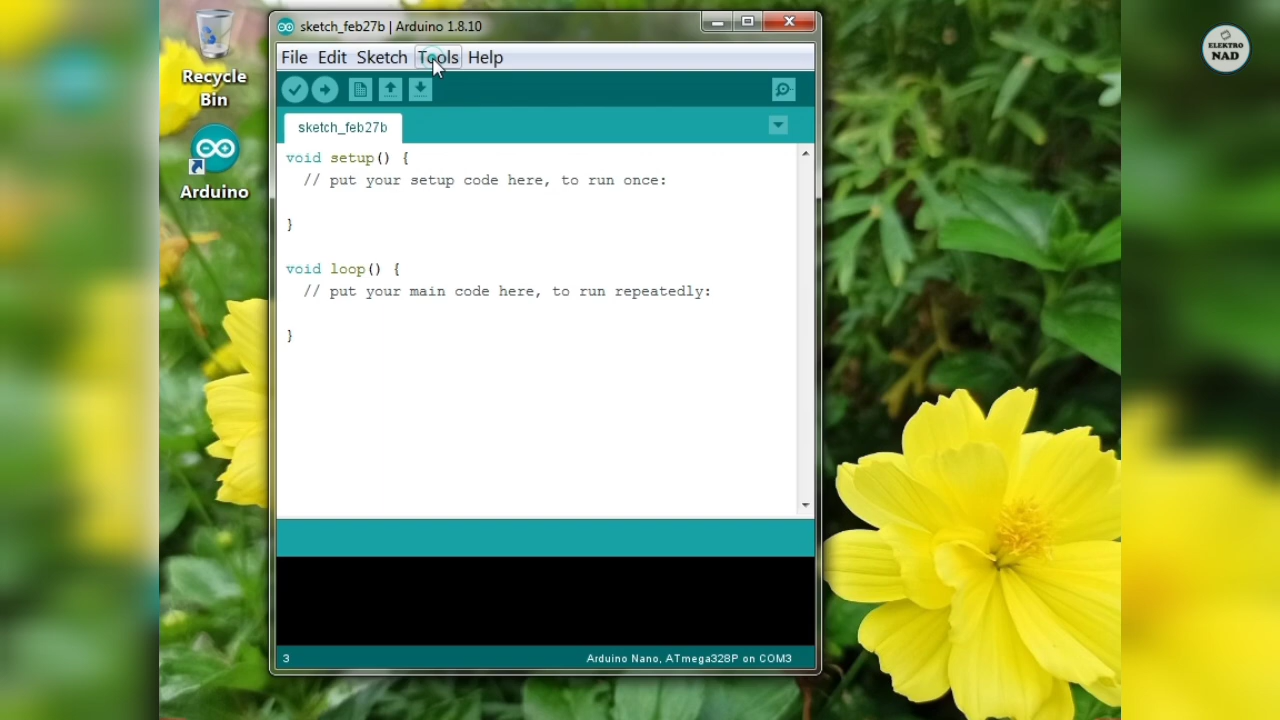 sketch_feb27b | Arduino 1.8.10
File Edit Sketch Tools Help
Recycle
Bin
Arduino
ELEKTRO
NAD
sketch_feb27b
void setup() {
// put your setup code here, to run once:
}
void loop() {
// put your main code here, to run repeatedly:
}
3
Arduino Nano, ATmega328P on COM3